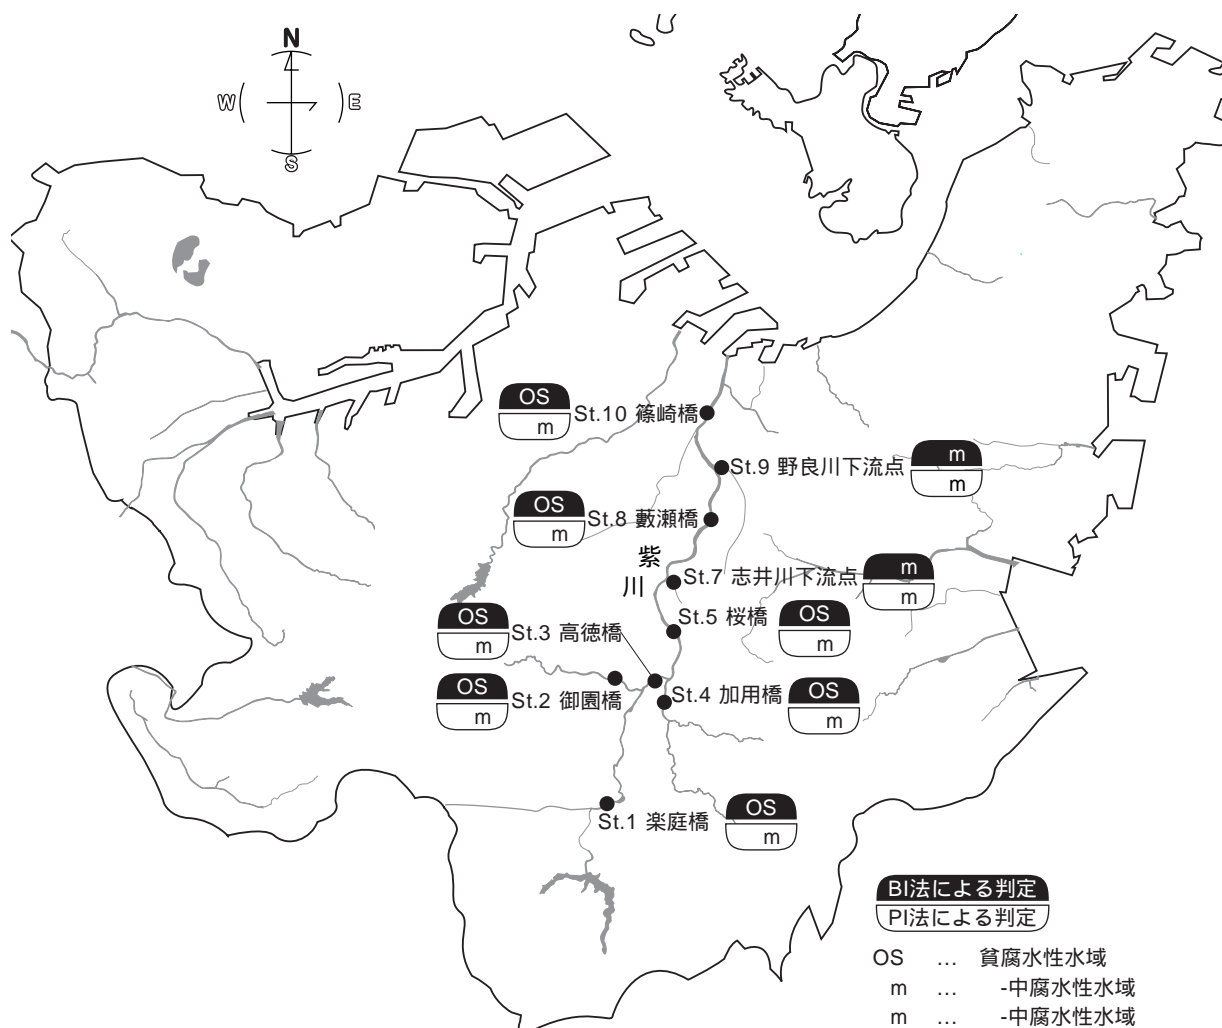 N
W
E
S
OS
m
St.10 篠崎橋
St.9 野良川下流点
m
m
OS
m
St.8 藪瀬橋
紫川
St.7 志井川下流点
m
m
St.5 桜橋
OS
m
OS
m
St.3 高徳橋
OS
m
St.2 御園橋
St.4 加用橋
OS
m
St.1 楽庭橋
OS
m
BI法による判定
PI法による判定
OS … 貧腐水性水域
m … -中腐水性水域
m … -中腐水性水域